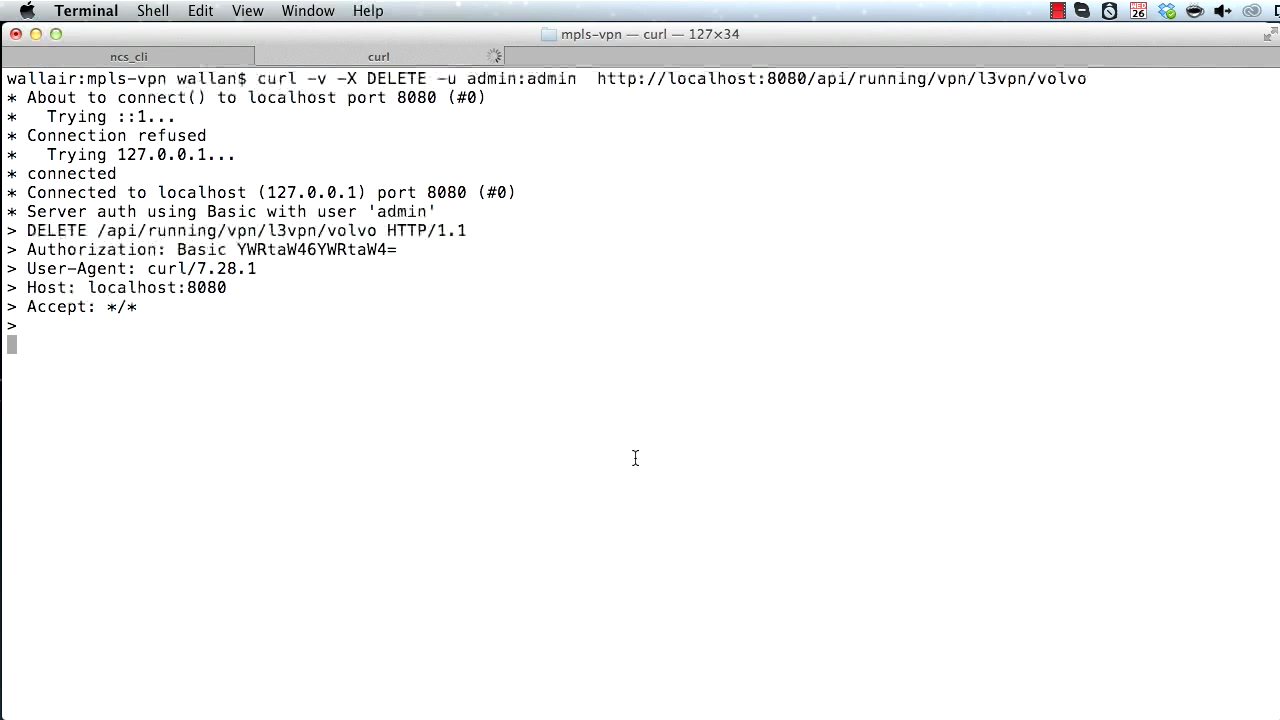 Terminal Shell Edit View Window Help
WED
26
mpls-vpn — curl — 127×34
ncs_cli
curl
wallair:mpls-vpn wallan$ curl -v -X DELETE -u admin:admin  http://localhost:8080/api/running/vpn/l3vpn/volvo
* About to connect() to localhost port 8080 (#0)
*   Trying ::1...
* Connection refused
*   Trying 127.0.0.1...
* connected
* Connected to localhost (127.0.0.1) port 8080 (#0)
* Server auth using Basic with user 'admin'
> DELETE /api/running/vpn/l3vpn/volvo HTTP/1.1
> Authorization: Basic YWRtaW46YWRtaW4=
> User-Agent: curl/7.28.1
> Host: localhost:8080
> Accept: */*
>